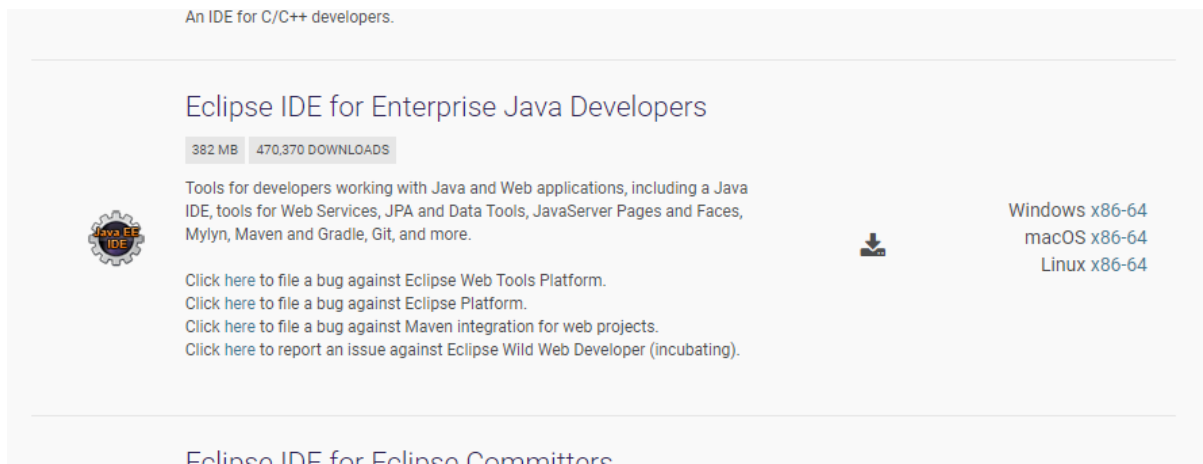 An IDE for C/C++ developers.
Eclipse IDE for Enterprise Java Developers
382 MB 470,370 DOWNLOADS
Tools for developers working with Java and Web applications, including a Java
IDE, tools for Web Services, JPA and Data Tools, JavaServer Pages and Faces,
Mylyn, Maven and Gradle, Git, and more.
Java EE
IDE
Click here to file a bug against Eclipse Web Tools Platform.
Click here to file a bug against Eclipse Platform.
Click here to file a bug against Maven integration for web projects.
Click here to report an issue against Eclipse Wild Web Developer (incubating).
Windows x86-64
macOS x86-64
Linux x86-64
Eclipse IDE for Eclipse Committers